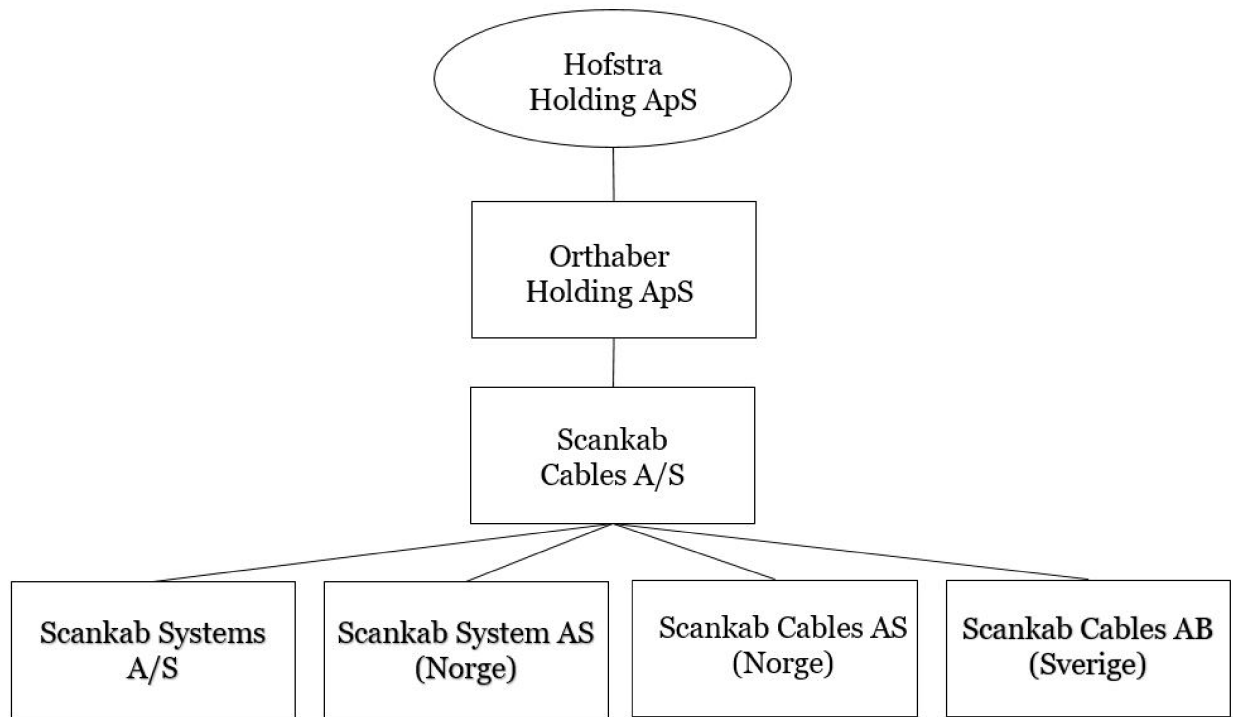 Hofstra
Holding ApS
Orthaber
Holding ApS
Scankab
Cables A/S
Scankab Systems
A/S
Scankab System AS
(Norge)
Scankab Cables AS
(Norge)
Scankab Cables AB
(Sverige)